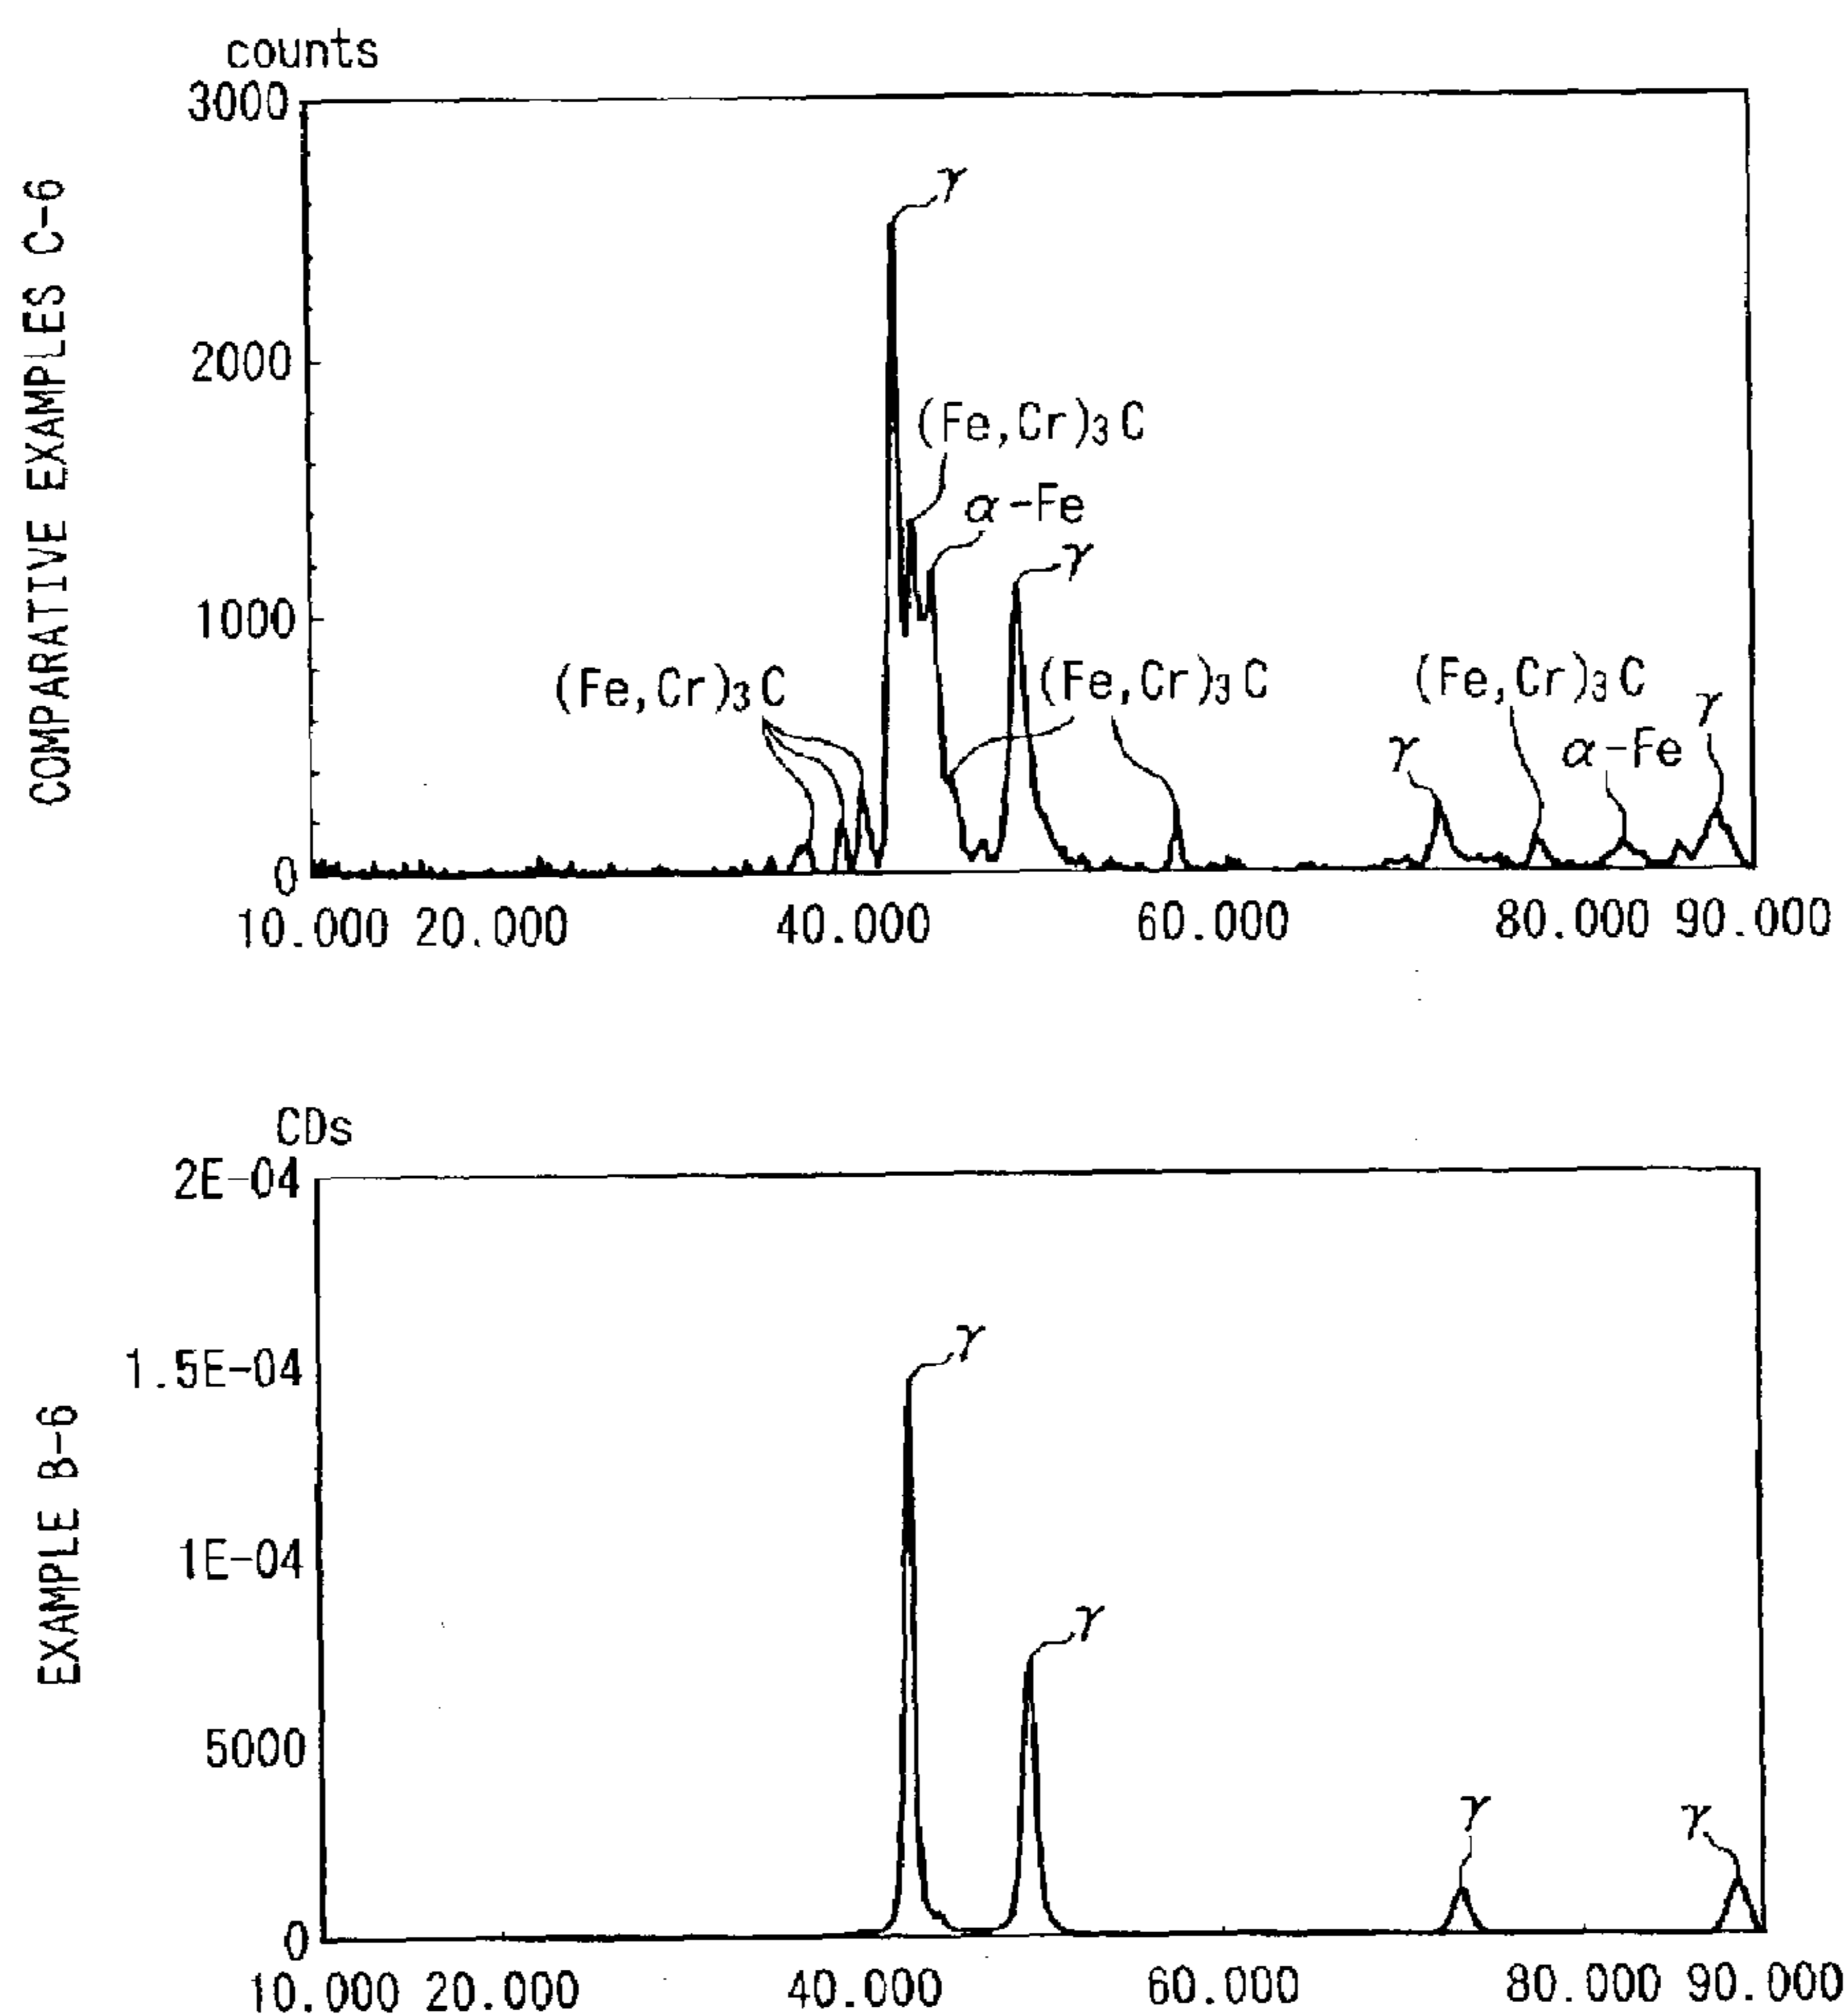 counts
3000
COMPARATIVE EXAMPLES C-6
γ
2000
(Fe,Cr)₃C
α-Fe
γ
1000
(Fe,Cr)₃C
(Fe,Cr)₃C
(Fe,Cr)₃C
γ
γ
α-Fe
0
10.000 20.000 40.000 60.000 80.000 90.000
CDs
2E-04
EXAMPLE B-6
γ
1.5E-04
1E-04
γ
5000
γ
γ
0
10.000 20.000 40.000 60.000 80.000 90.000